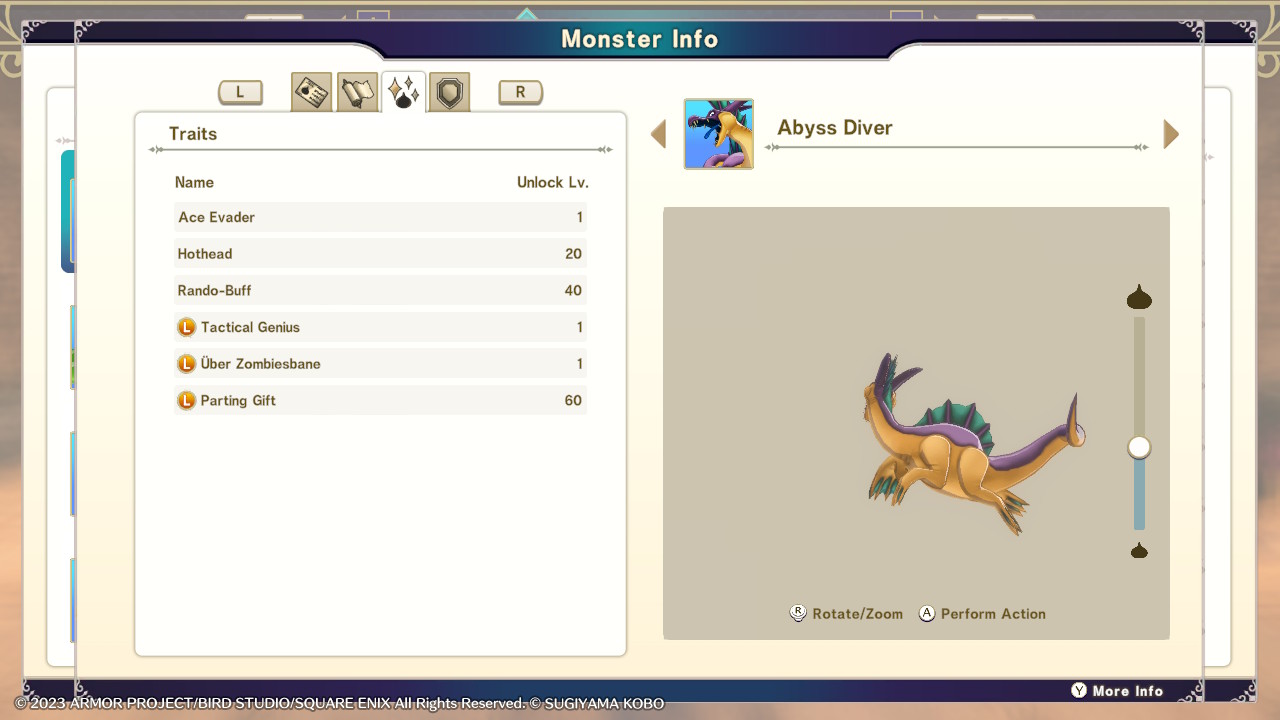 Monster Info
L
R
Traits
Name Unlock Lv.
Ace Evader 1
Hothead 20
Rando-Buff 40
L Tactical Genius 1
L Über Zombiesbane 1
L Parting Gift 60
Abyss Diver
R Rotate/Zoom A Perform Action
Y More Info
© 2023 ARMOR PROJECT/BIRD STUDIO/SQUARE ENIX All Rights Reserved. © SUGIYAMA KOBO